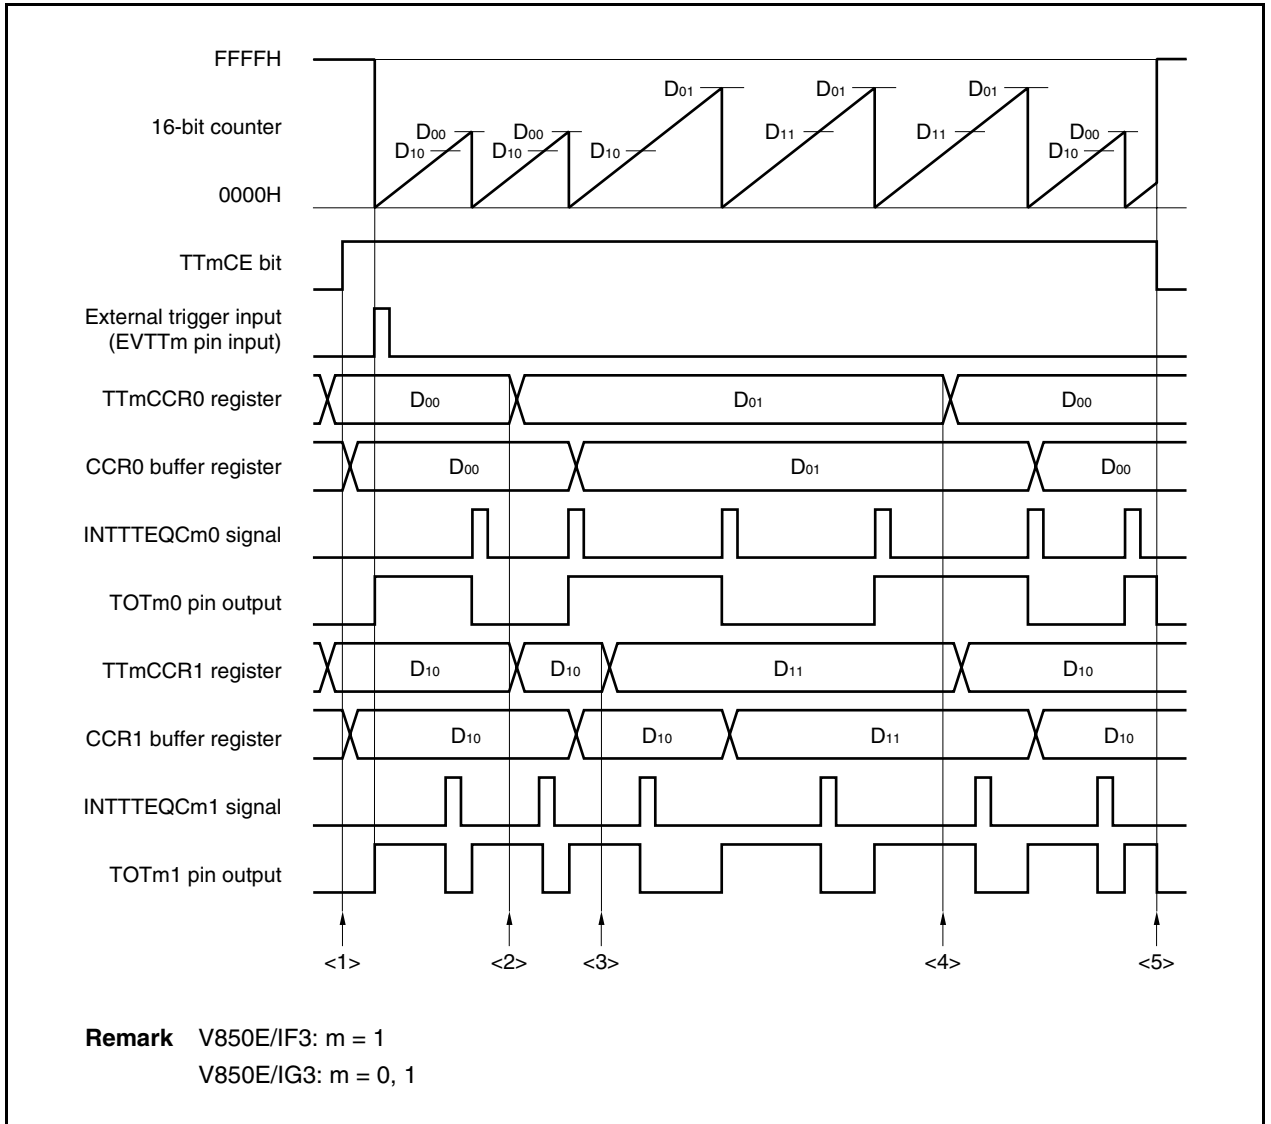 FFFFH
16-bit counter
0000H
D01 D01 D01
D00 D00 D11 D11 D00
D10 D10 D10 D10
TTmCE bit
External trigger input
(EVTTm pin input)
TTmCCR0 register D00 D01 D00
CCR0 buffer register D00 D01 D00
INTTTEQCm0 signal
TOTm0 pin output
TTmCCR1 register D10 D10 D11 D10
CCR1 buffer register D10 D10 D11 D10
INTTTEQCm1 signal
TOTm1 pin output
<1> <2> <3> <4> <5>
Remark V850E/IF3: m = 1
V850E/IG3: m = 0, 1